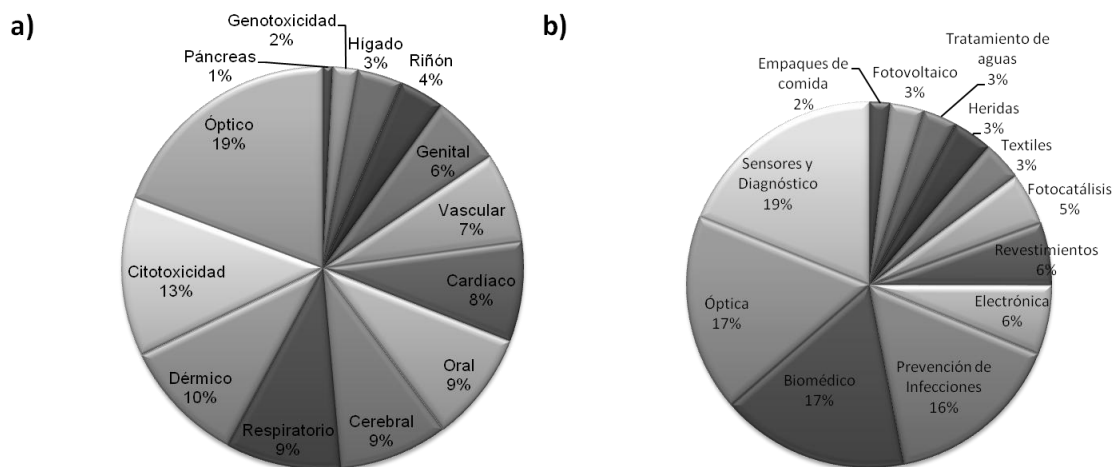 a)
Genotoxicidad
2%
Páncreas
1%
Hígado
3%
Riñón
4%
Genital
6%
Vascular
7%
Cardiaco
8%
Oral
9%
Cerebral
9%
Respiratorio
9%
Dérmico
10%
Citotoxicidad
13%
Óptico
19%
b)
Empaques de
comida
2%
Fotovoltaico
3%
Tratamiento de
aguas
3%
Heridas
3%
Textiles
3%
Fotocatálisis
5%
Revestimientos
6%
Electrónica
6%
Prevención de
Infecciones
16%
Biomédico
17%
Óptica
17%
Sensores y
Diagnóstico
19%